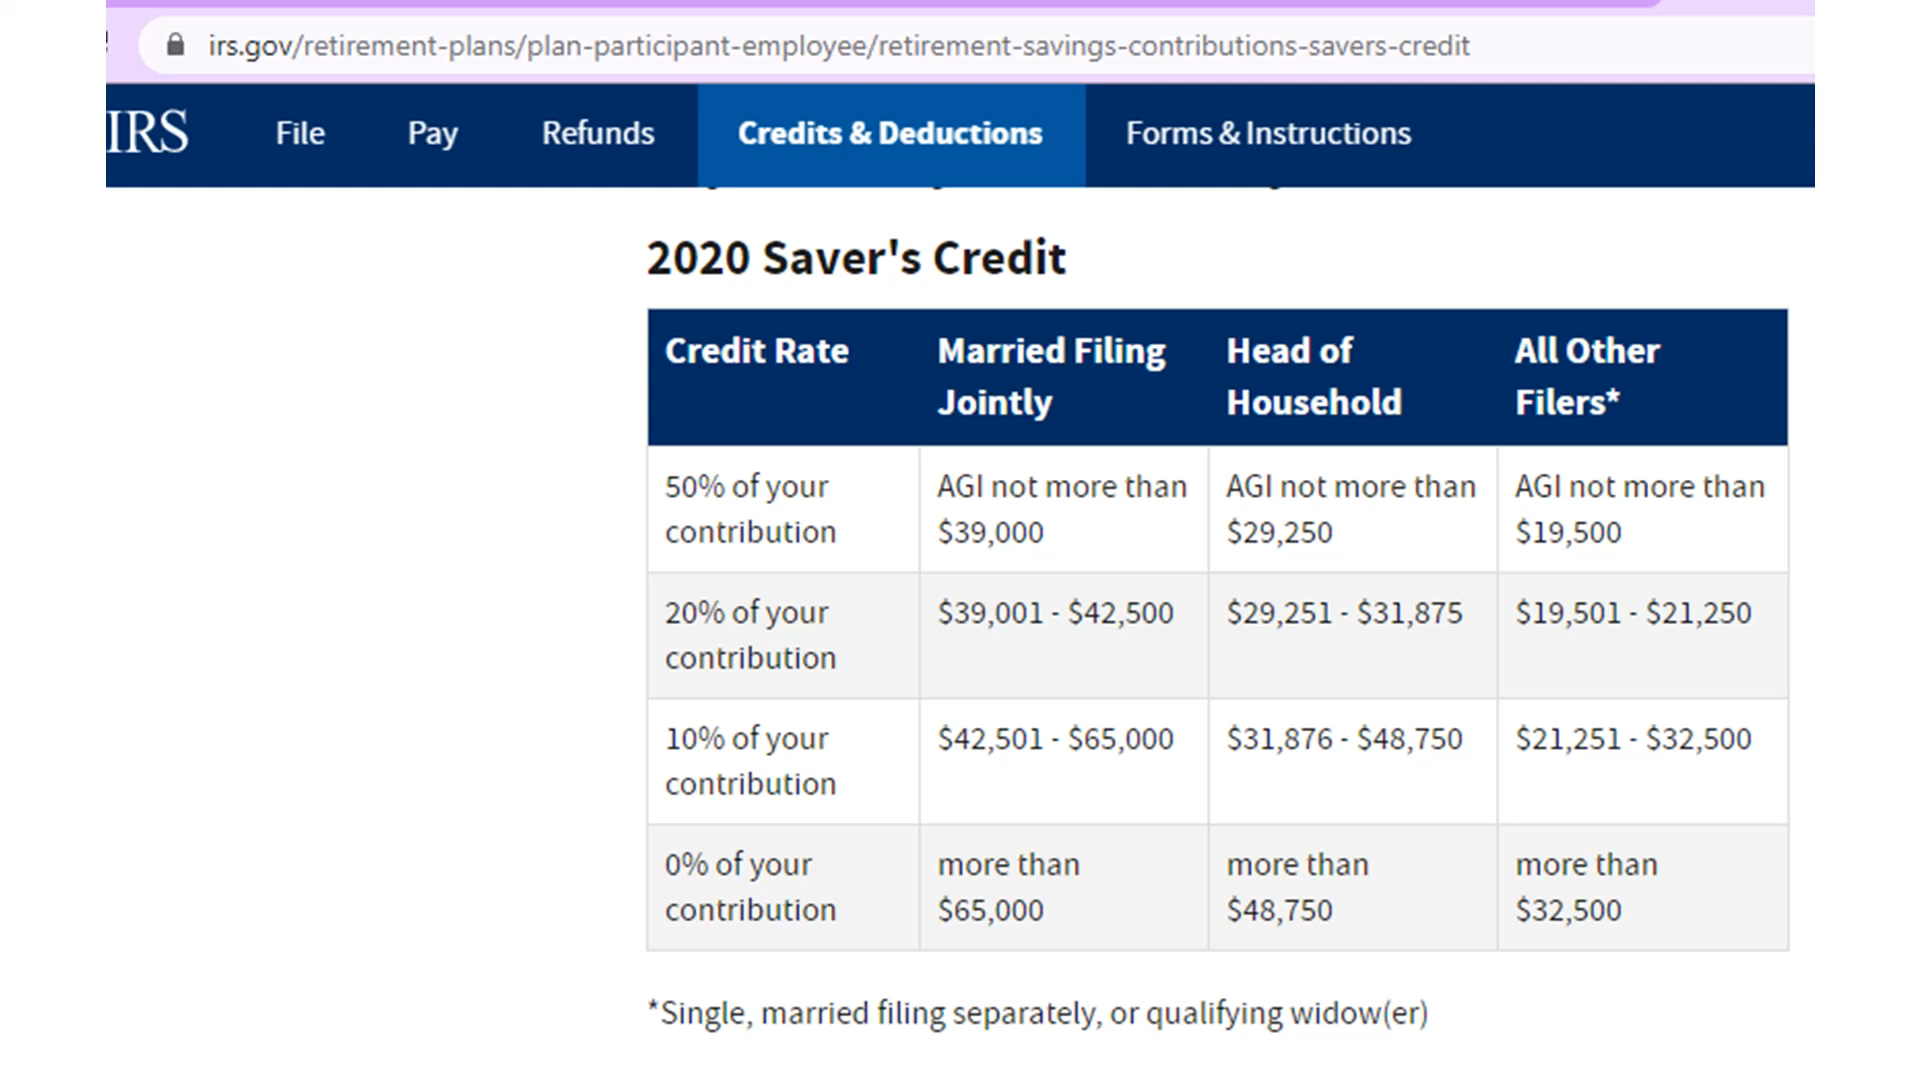 irs.gov/retirement-plans/plan-participant-employee/retirement-savings-contributions-savers-credit
IRS File Pay Refunds Credits & Deductions Forms & Instructions
2020 Saver's Credit
Credit Rate Married Filing Jointly Head of Household All Other Filers*
50% of your contribution AGI not more than $39,000 AGI not more than $29,250 AGI not more than $19,500
20% of your contribution $39,001 - $42,500 $29,251 - $31,875 $19,501 - $21,250
10% of your contribution $42,501 - $65,000 $31,876 - $48,750 $21,251 - $32,500
0% of your contribution more than $65,000 more than $48,750 more than $32,500
*Single, married filing separately, or qualifying widow(er)